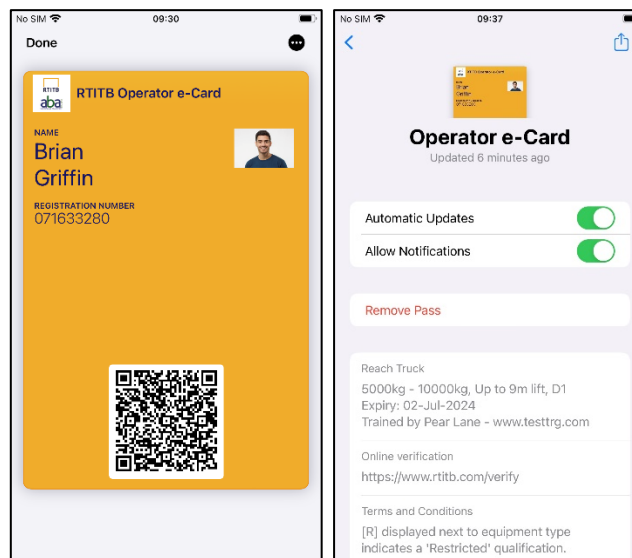 No SIM 09:30
Done
RTITB
aba
RTITB Operator e-Card
NAME
Brian
Griffin
REGISTRATION NUMBER
071633280
No SIM 09:37
Operator e-Card
Updated 6 minutes ago
Automatic Updates
Allow Notifications
Remove Pass
Reach Truck
5000kg - 10000kg, Up to 9m lift, D1
Expiry: 02-Jul-2024
Trained by Pear Lane - www.testtrg.com
Online verification
https://www.rtitb.com/verify
Terms and Conditions
[R] displayed next to equipment type
indicates a 'Restricted' qualification.